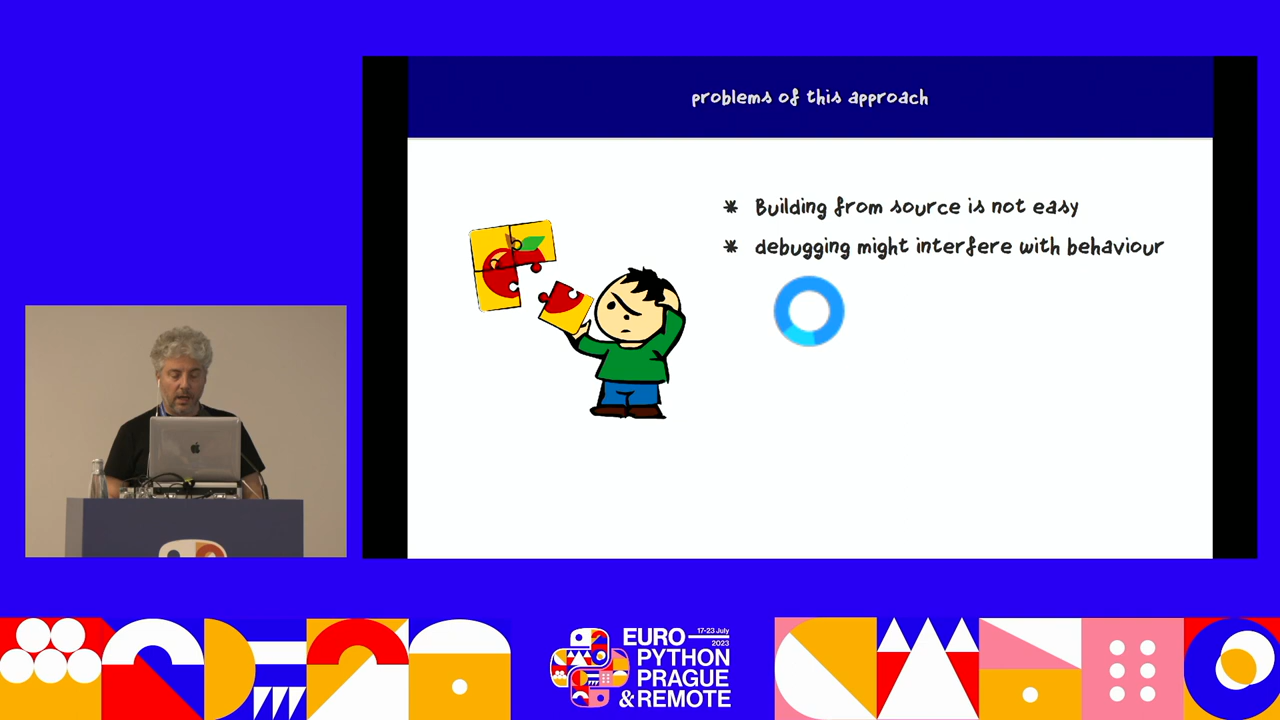 problems of this approach
* Building from source is not easy
* debugging might interfere with behaviour
17-23 July
2023
EURO
PYTHON
PRAGUE
& REMOTE